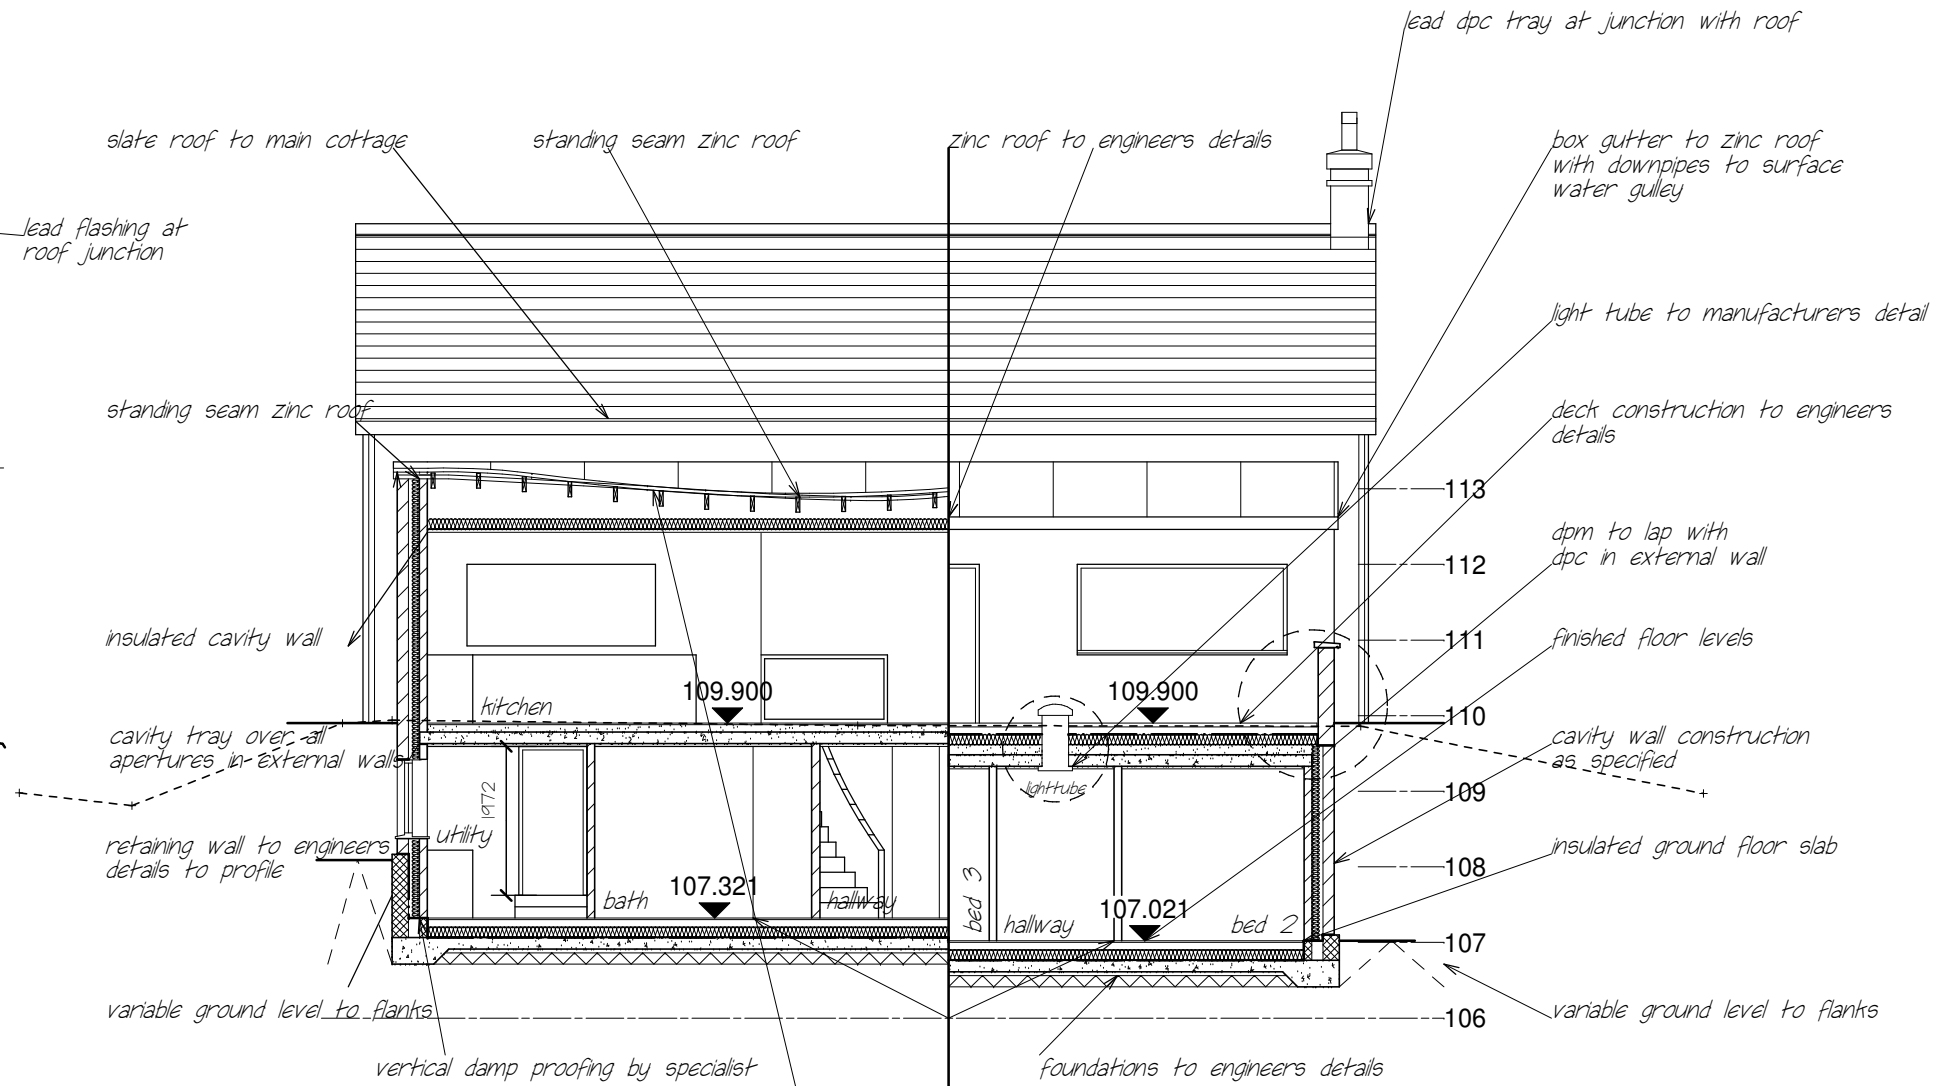 lead dpc tray at junction with roof
slate roof to main cottage
standing seam zinc roof
zinc roof to engineers details
box gutter to zinc roof
with downpipes to surface
water gulley
lead flashing at
roof junction
light tube to manufacturers detail
standing seam zinc roof
deck construction to engineers
details
113
dpm to lap with
dpc in external wall
112
insulated cavity wall
111
finished floor levels
109.900
109.900
kitchen
110
cavity tray over all
apertures in external walls
cavity wall construction
as specified
1972
lighttube
109
utility
retaining wall to engineers
details to profile
insulated ground floor slab
108
107.321
bath
hallway
bed 3
hallway
107.021
bed 2
107
variable ground level to flanks
106
variable ground level to flanks
vertical damp proofing by specialist
foundations to engineers details